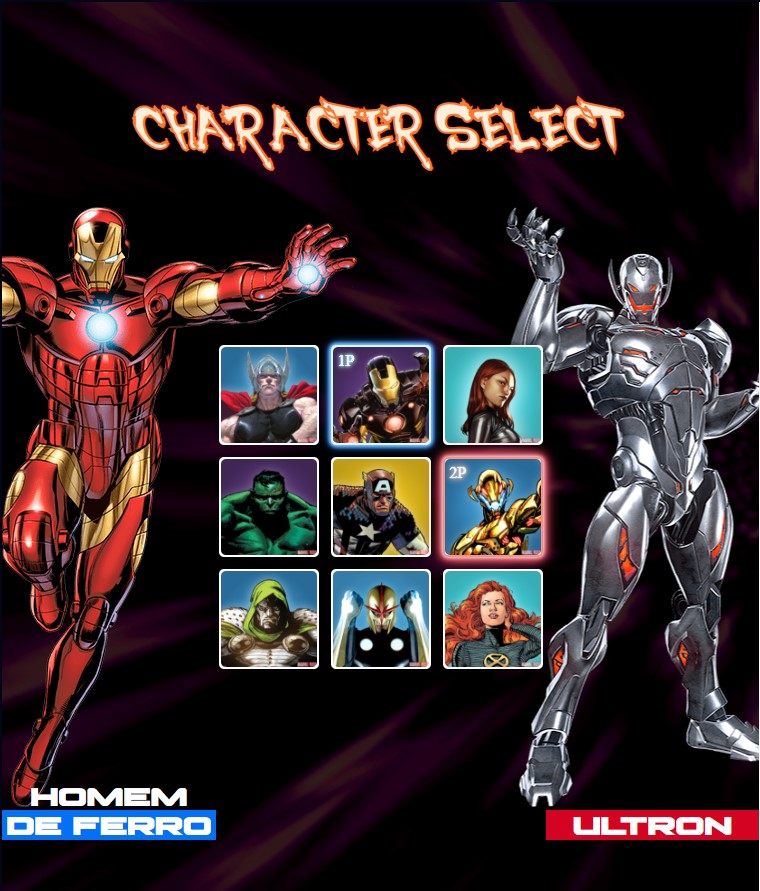 CHARACTER SELECT
1P
2P
HOMEM
DE FERRO
ULTRON